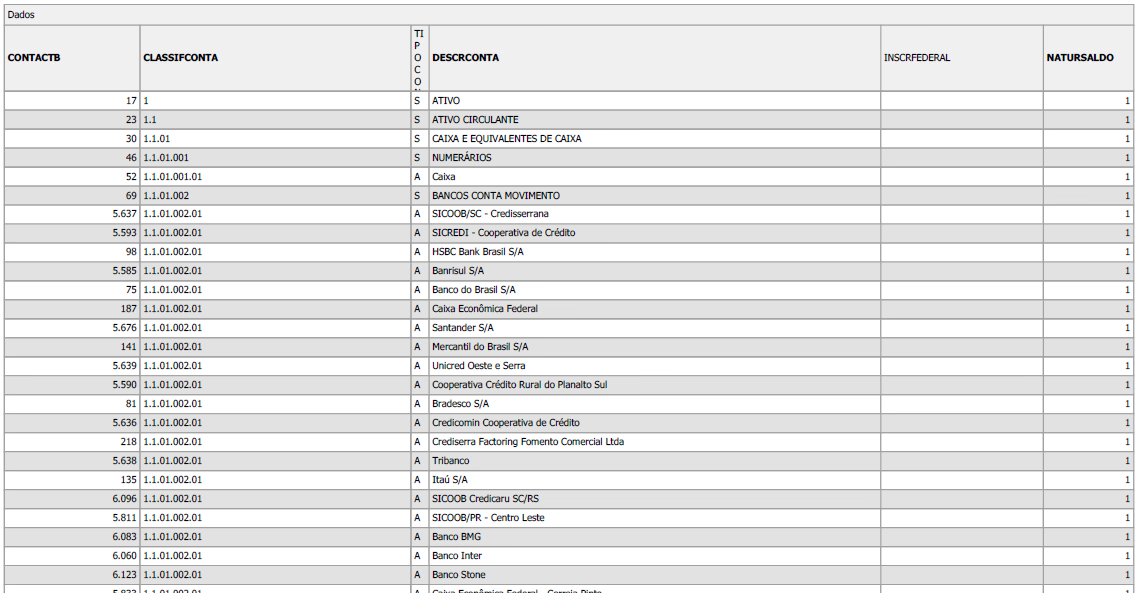 Dados
CONTACTB CLASSIFCONTA TIPOCO DESCRCONTA INSCRFEDERAL NATURSALDO
17 1 S ATIVO 1
23 1.1 S ATIVO CIRCULANTE 1
30 1.1.01 S CAIXA E EQUIVALENTES DE CAIXA 1
46 1.1.01.001 S NUMERÁRIOS 1
52 1.1.01.001.01 A Caixa 1
69 1.1.01.002 S BANCOS CONTA MOVIMENTO 1
5.637 1.1.01.002.01 A SICOOB/SC - Credisserrana 1
5.593 1.1.01.002.01 A SICREDI - Cooperativa de Crédito 1
98 1.1.01.002.01 A HSBC Bank Brasil S/A 1
5.585 1.1.01.002.01 A Banrisul S/A 1
75 1.1.01.002.01 A Banco do Brasil S/A 1
187 1.1.01.002.01 A Caixa Econômica Federal 1
5.676 1.1.01.002.01 A Santander S/A 1
141 1.1.01.002.01 A Mercantil do Brasil S/A 1
5.639 1.1.01.002.01 A Unicred Oeste e Serra 1
5.590 1.1.01.002.01 A Cooperativa Crédito Rural do Planalto Sul 1
81 1.1.01.002.01 A Bradesco S/A 1
5.636 1.1.01.002.01 A Credicomin Cooperativa de Crédito 1
218 1.1.01.002.01 A Crediserra Factoring Fomento Comercial Ltda 1
5.638 1.1.01.002.01 A Tribanco 1
135 1.1.01.002.01 A Itaú S/A 1
6.096 1.1.01.002.01 A SICOOB Credicaru SC/RS 1
5.811 1.1.01.002.01 A SICOOB/PR - Centro Leste 1
6.083 1.1.01.002.01 A Banco BMG 1
6.060 1.1.01.002.01 A Banco Inter 1
6.123 1.1.01.002.01 A Banco Stone 1
1.1.01.002.01 A Caixa Econômica Federal - Correia Pinto 1